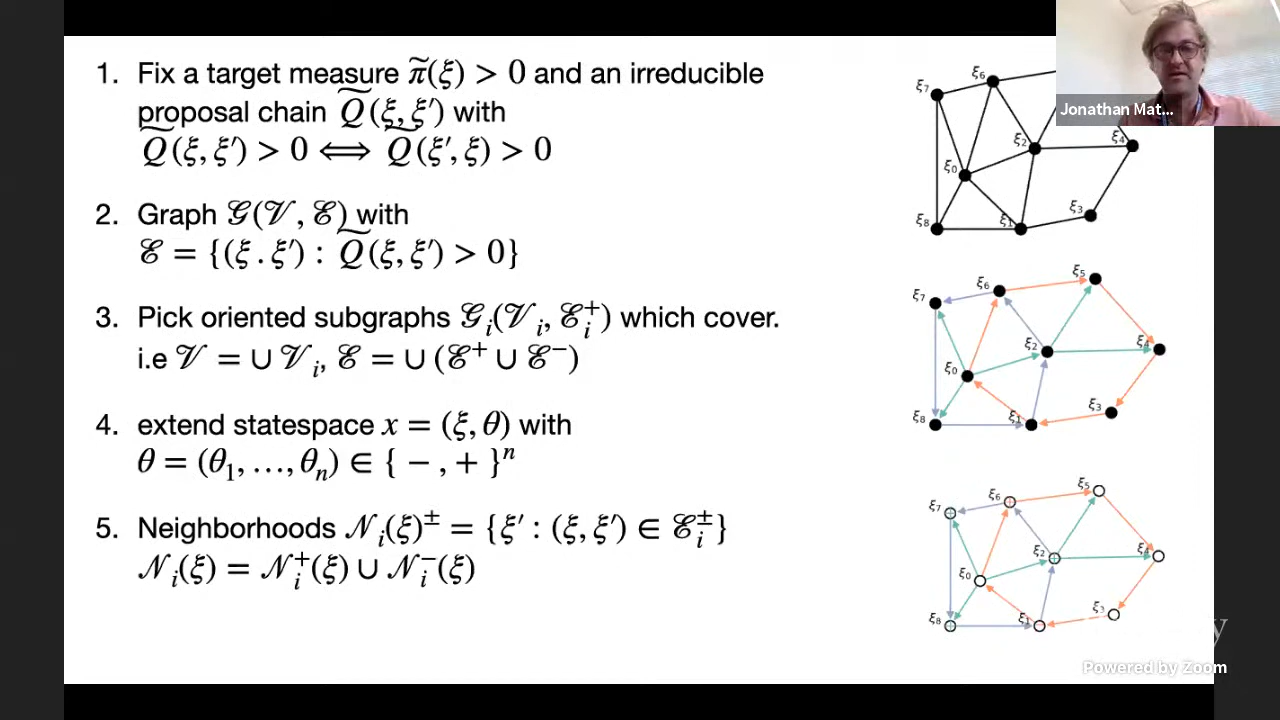 1. Fix a target measure π̃(ξ) > 0 and an irreducible
proposal chain Q̃(ξ, ξ′) with
Q̃(ξ, ξ′) > 0 ⟺ Q̃(ξ′, ξ) > 0
2. Graph 𝒢(𝒱, ℰ) with
ℰ = {(ξ . ξ′) : Q̃(ξ, ξ′) > 0}
3. Pick oriented subgraphs 𝒢ᵢ(𝒱ᵢ, ℰᵢ⁺) which cover.
i.e 𝒱 = ∪ 𝒱ᵢ, ℰ = ∪ (ℰ⁺ ∪ ℰ⁻)
4. extend statespace x = (ξ, θ) with
θ = (θ₁, …, θₙ) ∈ { − , + }ⁿ
5. Neighborhoods 𝒩ᵢ(ξ)^± = {ξ′ : (ξ, ξ′) ∈ ℰᵢ^±}
𝒩ᵢ(ξ) = 𝒩ᵢ⁺(ξ) ∪ 𝒩ᵢ⁻(ξ)
Jonathan Mat...
ξ₆
ξ₇
ξ₂
ξ₄
ξ₀
ξ₃
ξ₈
ξ₁
ξ₅
ξ₆
ξ₇
ξ₂
ξ₄
ξ₀
ξ₃
ξ₈
ξ₁
ξ₅
ξ₆
ξ₇
ξ₂
ξ₄
ξ₀
ξ₃
ξ₈
ξ₁
y
Powered by Zoom